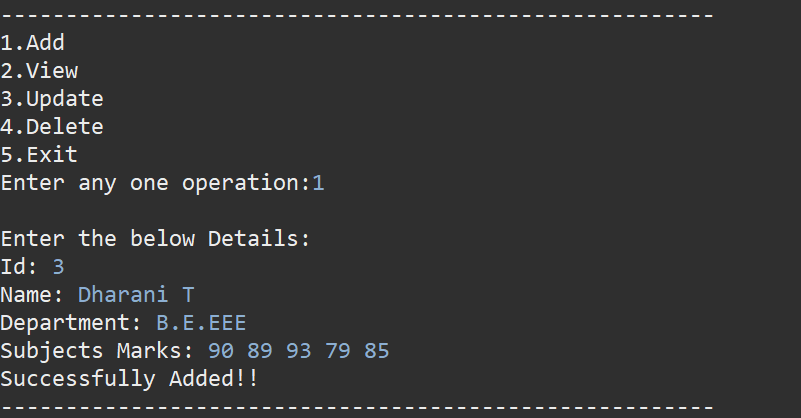 -------------------------------------------------------
1.Add
2.View
3.Update
4.Delete
5.Exit
Enter any one operation:1
Enter the below Details:
Id: 3
Name: Dharani T
Department: B.E.EEE
Subjects Marks: 90 89 93 79 85
Successfully Added!!
-------------------------------------------------------